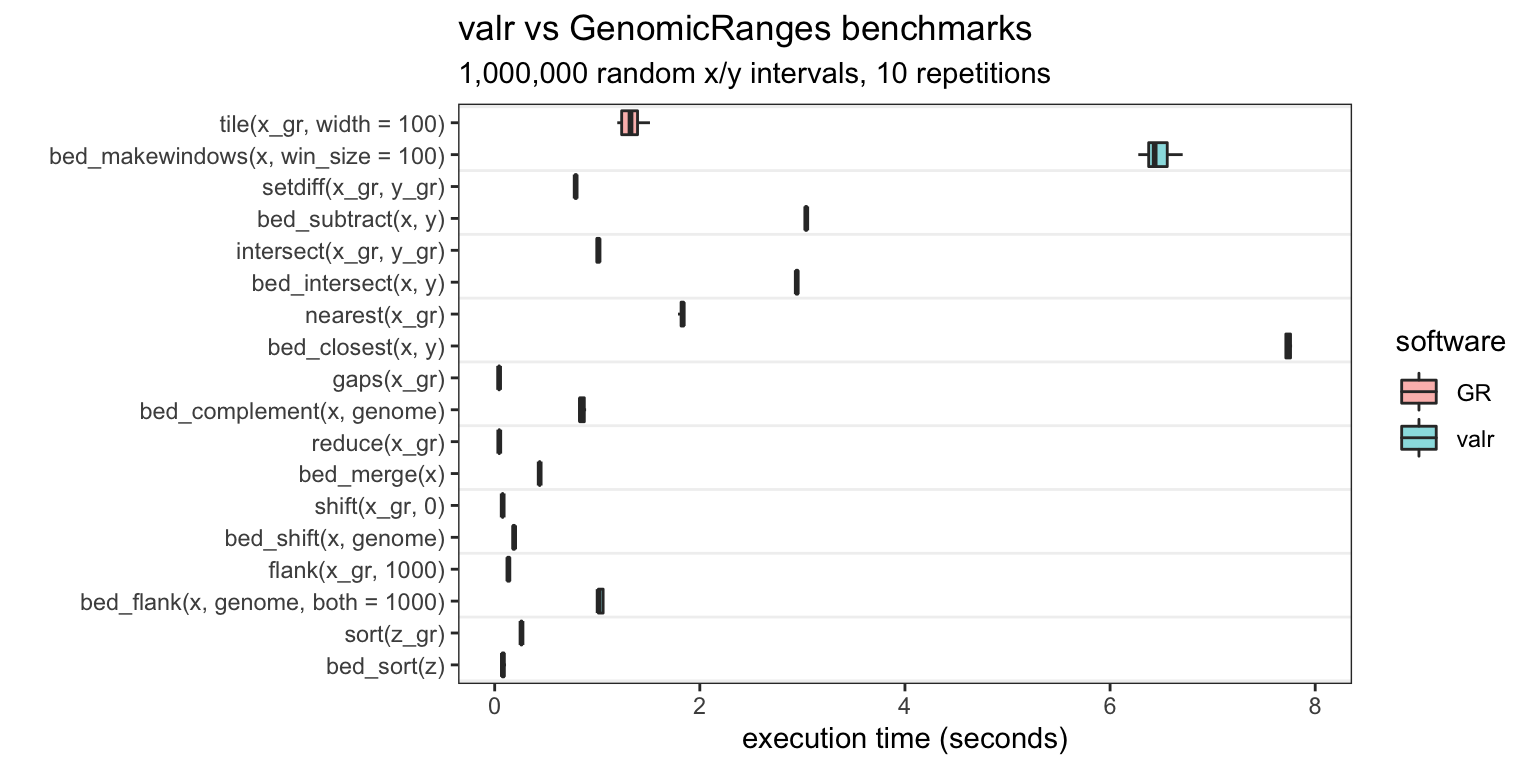 valr vs GenomicRanges benchmarks
1,000,000 random x/y intervals, 10 repetitions
tile(x_gr, width = 100)
bed_makewindows(x, win_size = 100)
setdiff(x_gr, y_gr)
bed_subtract(x, y)
intersect(x_gr, y_gr)
bed_intersect(x, y)
nearest(x_gr)
bed_closest(x, y)
gaps(x_gr)
bed_complement(x, genome)
reduce(x_gr)
bed_merge(x)
shift(x_gr, 0)
bed_shift(x, genome)
flank(x_gr, 1000)
bed_flank(x, genome, both = 1000)
sort(z_gr)
bed_sort(z)
0 2 4 6 8
execution time (seconds)
software
GR
valr